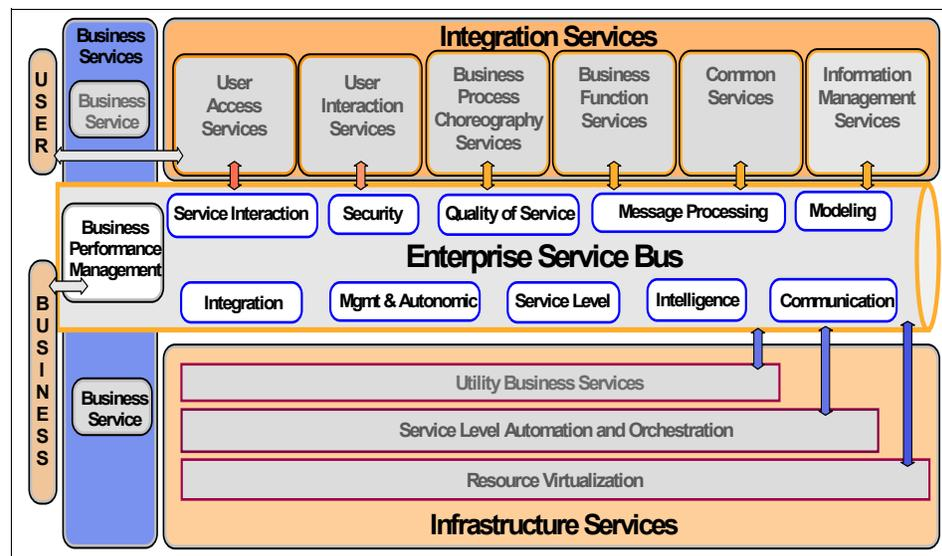 USER
BUSINESS
Business
Services
Business
Service
Integration Services
User
Access
Services
User
Interaction
Services
Business
Process
Choreography
Services
Business
Function
Services
Common
Services
Information
Management
Services
Business
Performance
Management
Service Interaction
Security
Quality of Service
Message Processing
Modeling
Enterprise Service Bus
Integration
Mgmt & Autonomic
Service Level
Intelligence
Communication
Business
Service
Utility Business Services
Service Level Automation and Orchestration
Resource Virtualization
Infrastructure Services